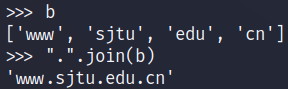 >>> b
['www', 'sjtu', 'edu', 'cn']
>>> ".".join(b)
'www.sjtu.edu.cn'